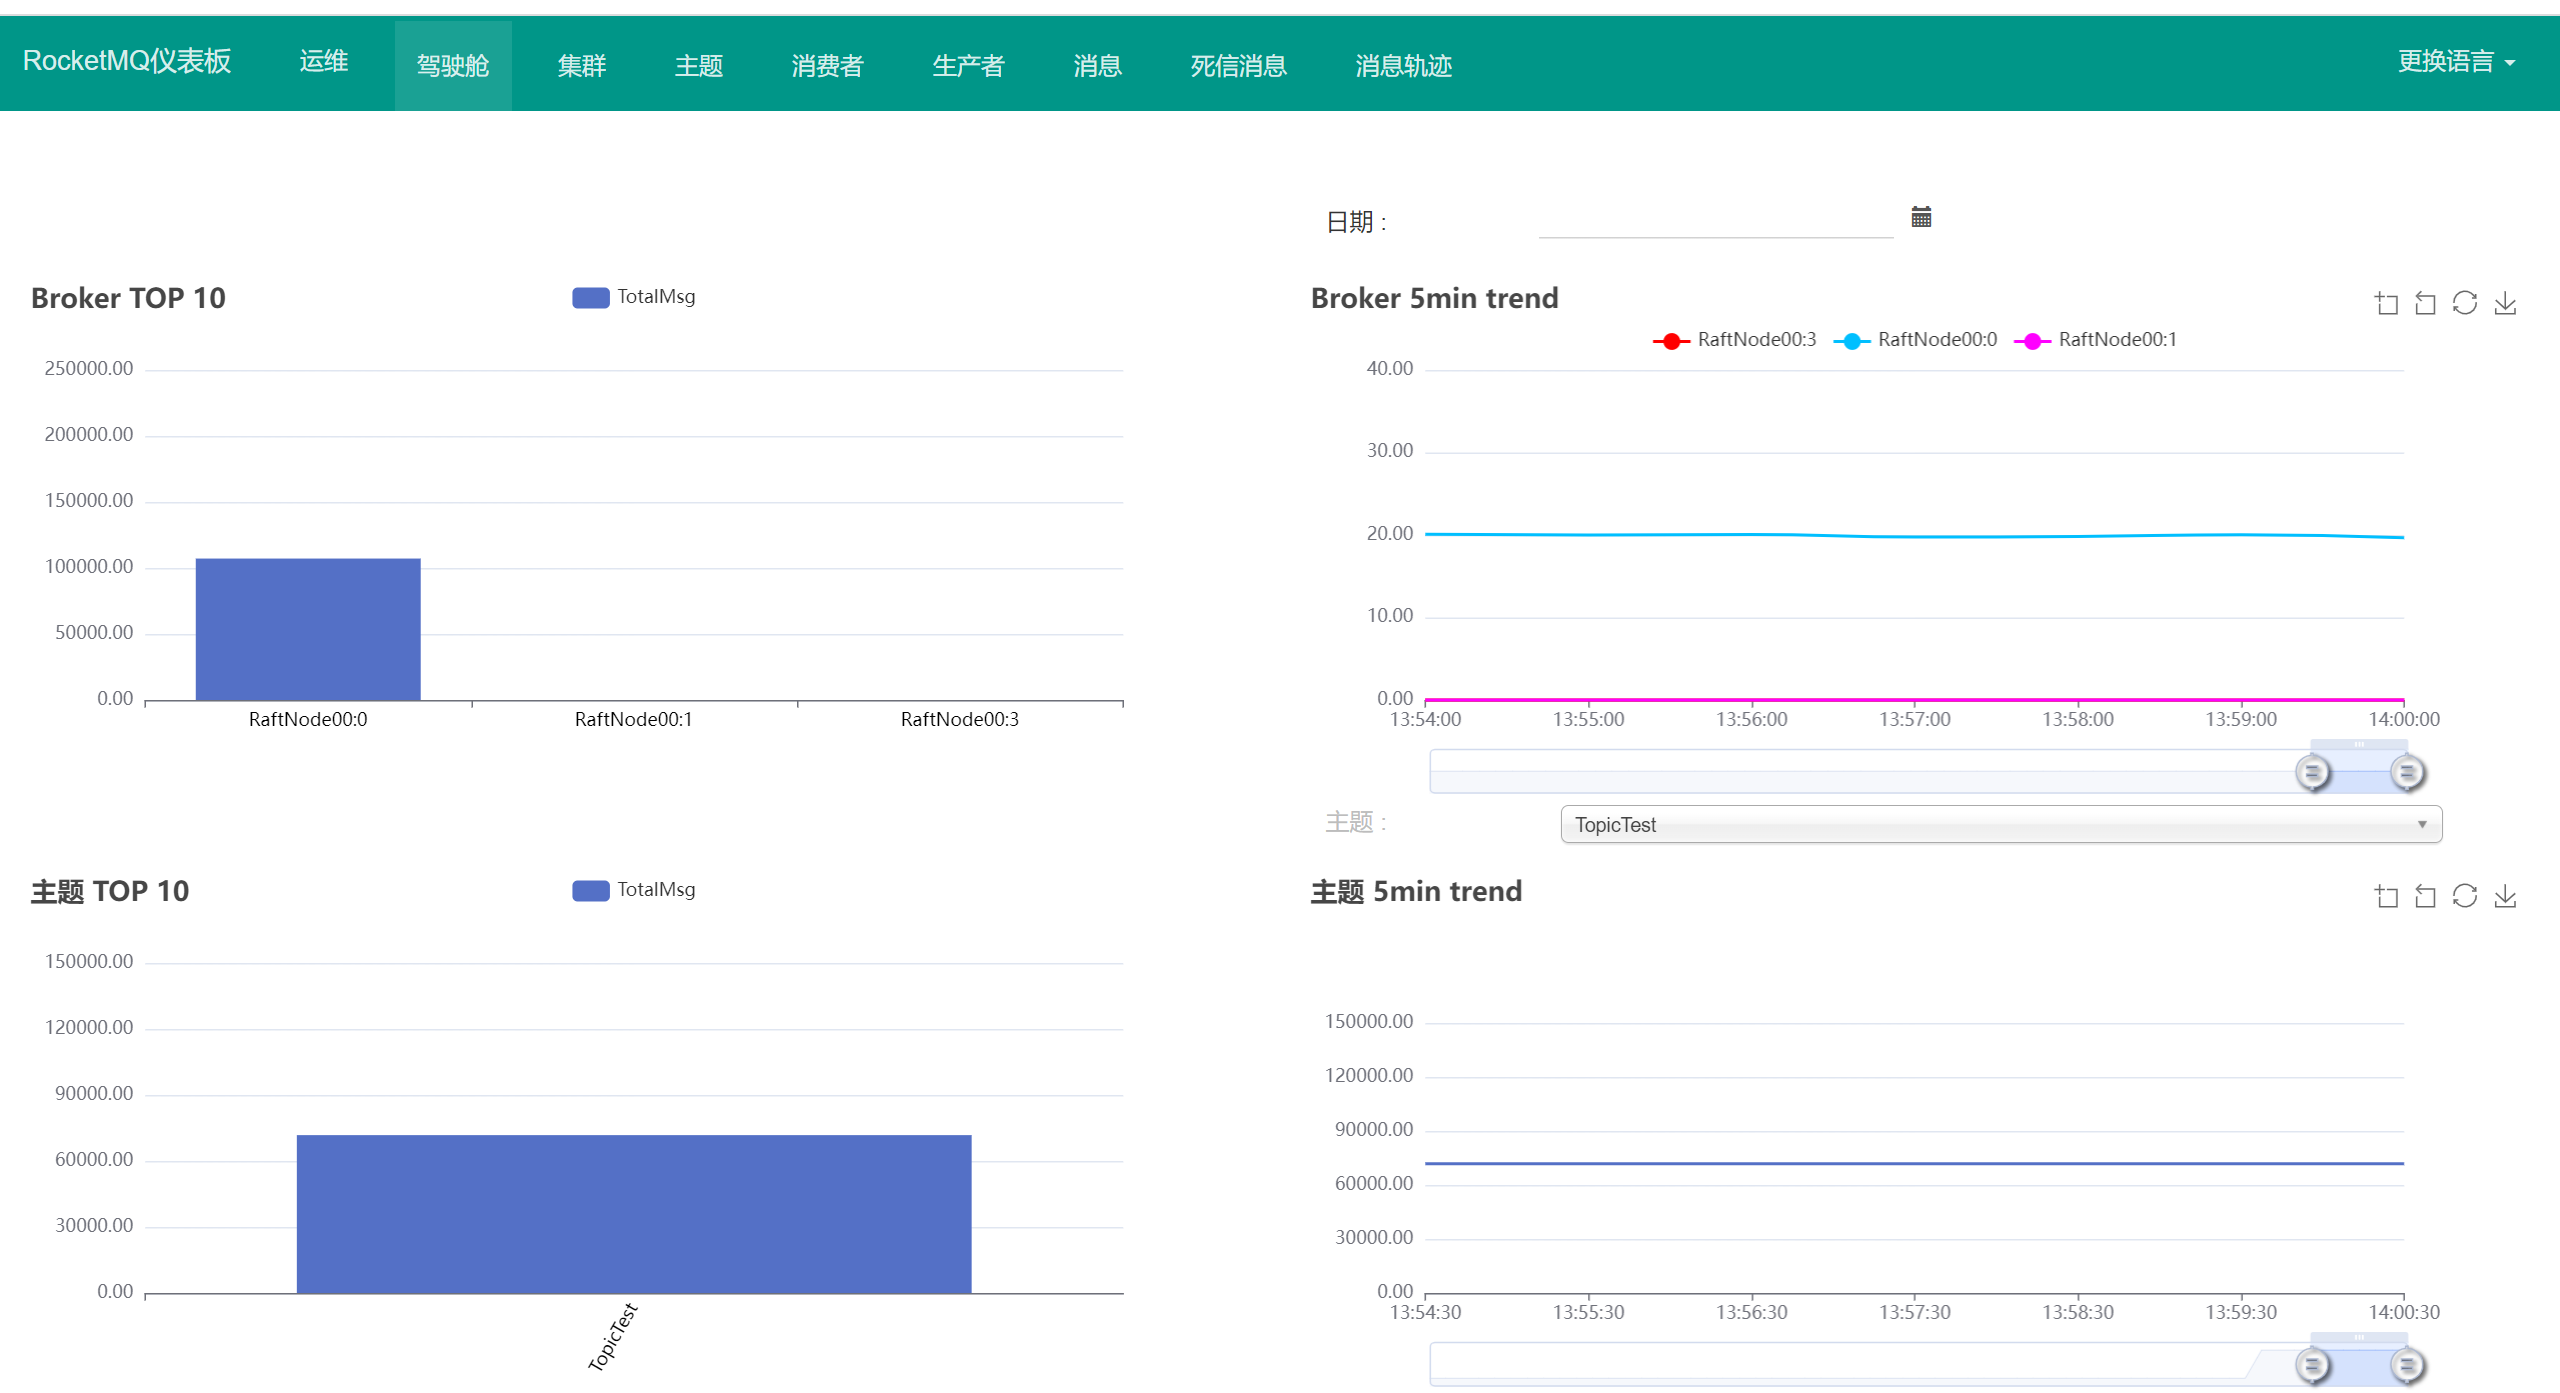 RocketMQ仪表板 运维 驾驶舱 集群 主题 消费者 生产者 消息 死信消息 消息轨迹 更换语言
日期 :
Broker TOP 10
TotalMsg
250000.00
200000.00
150000.00
100000.00
50000.00
0.00
RaftNode00:0 RaftNode00:1 RaftNode00:3
Broker 5min trend
RaftNode00:3 RaftNode00:0 RaftNode00:1
40.00
30.00
20.00
10.00
0.00
13:54:00 13:55:00 13:56:00 13:57:00 13:58:00 13:59:00 14:00:00
主题 :
TopicTest
主题 TOP 10
TotalMsg
150000.00
120000.00
90000.00
60000.00
30000.00
0.00
TopicTest
主题 5min trend
150000.00
120000.00
90000.00
60000.00
30000.00
0.00
13:54:30 13:55:30 13:56:30 13:57:30 13:58:30 13:59:30 14:00:30